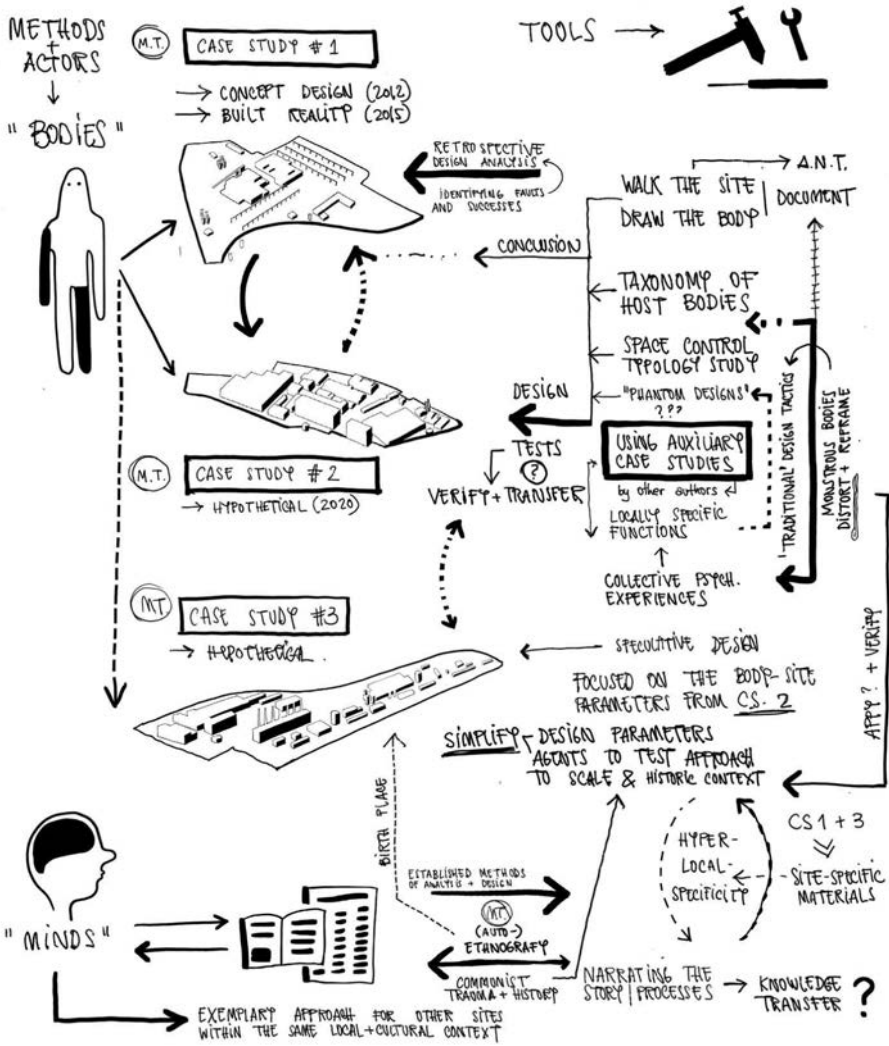 METHODS
+
ACTORS
"BODIES"
M.T.
CASE STUDY #1
→ CONCEPT DESIGN (2012)
→ BUILT REALITY (2015)
TOOLS →
RETROSPECTIVE
DESIGN ANALYSIS
IDENTIFYING FAULTS
AND SUCCESSES
→ A.N.T.
WALK THE SITE
DRAW THE BODY
DOCUMENT
CONCLUSION
TAXONOMY OF
HOST BODIES
SPACE CONTROL
TYPOLOGY STUDY
"PHANTOM DESIGNS"
???
DESIGN
TESTS
?
VERIFY + TRANSFER
USING AUXILIARY
CASE STUDIES
by other authors
LOCALLY SPECIFIC
FUNCTIONS
COLLECTIVE PSYCH.
EXPERIENCES
'TRADITIONAL' DESIGN TACTICS
MONSTROUS BODIES
DISTORT + REFRAME
APPY? + VERIFY
M.T.
CASE STUDY #2
→ HYPOTHETICAL (2020)
MT
CASE STUDY #3
→ HYPOTHETICAL.
SPECULATIVE DESIGN
FOCUSED ON THE BODY-SITE
PARAMETERS FROM CS. 2
SIMPLIFY DESIGN PARAMETERS
AGENTS TO TEST APPROACH
TO SCALE & HISTORIC CONTEXT
BIRTH PLACE
HYPER-
LOCAL-
SPECIFICITY
CS 1 + 3
SITE-SPECIFIC
MATERIALS
"MINDS"
ESTABLISHED METHODS
OF ANALYSIS + DESIGN
MT.
(AUTO-)
ETHNOGRAFY
COMMUNIST
TRAUMA + HISTORY
NARRATING THE
STORY | PROCESSES
→ KNOWLEDGE
TRANSFER ?
EXEMPLARY APPROACH FOR OTHER SITES
WITHIN THE SAME LOCAL+CULTURAL CONTEXT